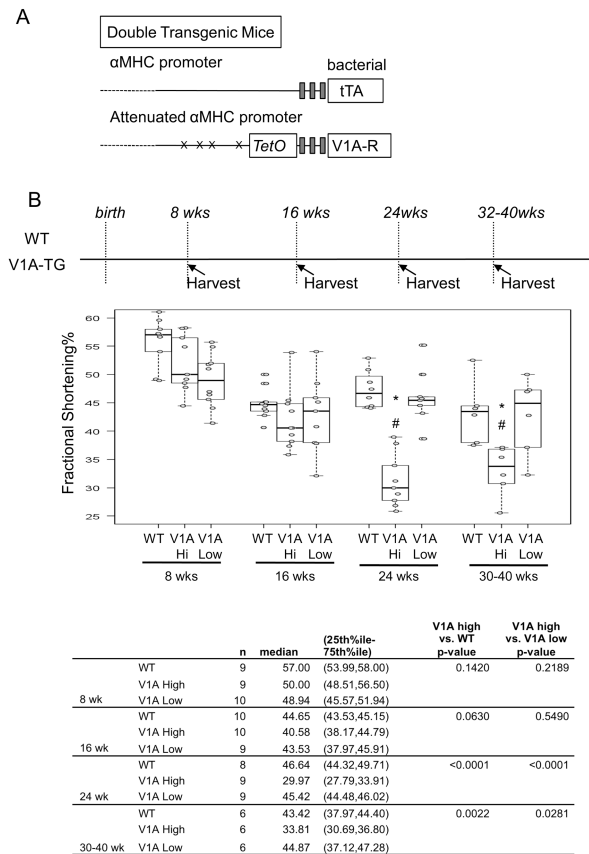 A
Double Transgenic Mice
αMHC promoter
bacterial
tTA
Attenuated αMHC promoter
X X X X
TetO
V1A-R
B
birth 8 wks 16 wks 24wks 32-40wks
WT
V1A-TG
Harvest Harvest Harvest Harvest
Fractional Shortening%
60
55
50
45
40
35
30
25
* #
* #
WT V1A Hi V1A Low WT V1A Hi V1A Low WT V1A Hi V1A Low WT V1A Hi V1A Low
8 wks 16 wks 24 wks 30-40 wks
n median (25th%ile-75th%ile) V1A high vs. WT p-value V1A high vs. V1A low p-value
WT 9 57.00 (53.99,58.00) 0.1420 0.2189
V1A High 9 50.00 (48.51,56.50)
8 wk V1A Low 10 48.94 (45.57,51.94)
WT 10 44.65 (43.53,45.15) 0.0630 0.5490
V1A High 10 40.58 (38.17,44.79)
16 wk V1A Low 9 43.53 (37.97,45.91)
WT 8 46.64 (44.32,49.71) <0.0001 <0.0001
V1A High 9 29.97 (27.79,33.91)
24 wk V1A Low 9 45.42 (44.48,46.02)
WT 6 43.42 (37.97,44.40) 0.0022 0.0281
V1A High 6 33.81 (30.69,36.80)
30-40 wk V1A Low 6 44.87 (37.12,47.28)